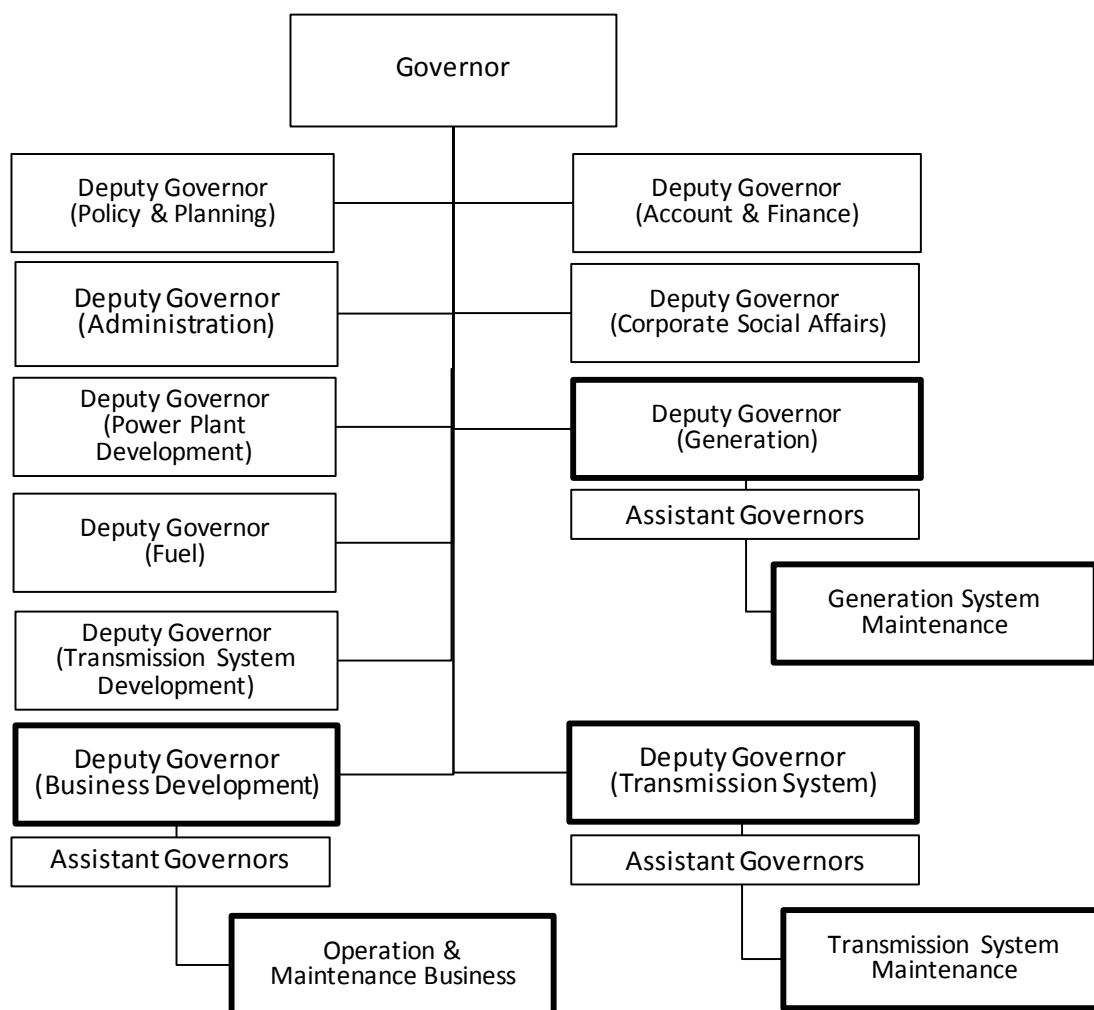 Governor
Deputy Governor
(Policy & Planning)
Deputy Governor
(Account & Finance)
Deputy Governor
(Administration)
Deputy Governor
(Corporate Social Affairs)
Deputy Governor
(Power Plant
Development)
Deputy Governor
(Generation)
Assistant Governors
Deputy Governor
(Fuel)
Generation System
Maintenance
Deputy Governor
(Transmission System
Development)
Deputy Governor
(Business Development)
Deputy Governor
(Transmission System)
Assistant Governors
Assistant Governors
Operation &
Maintenance Business
Transmission System
Maintenance